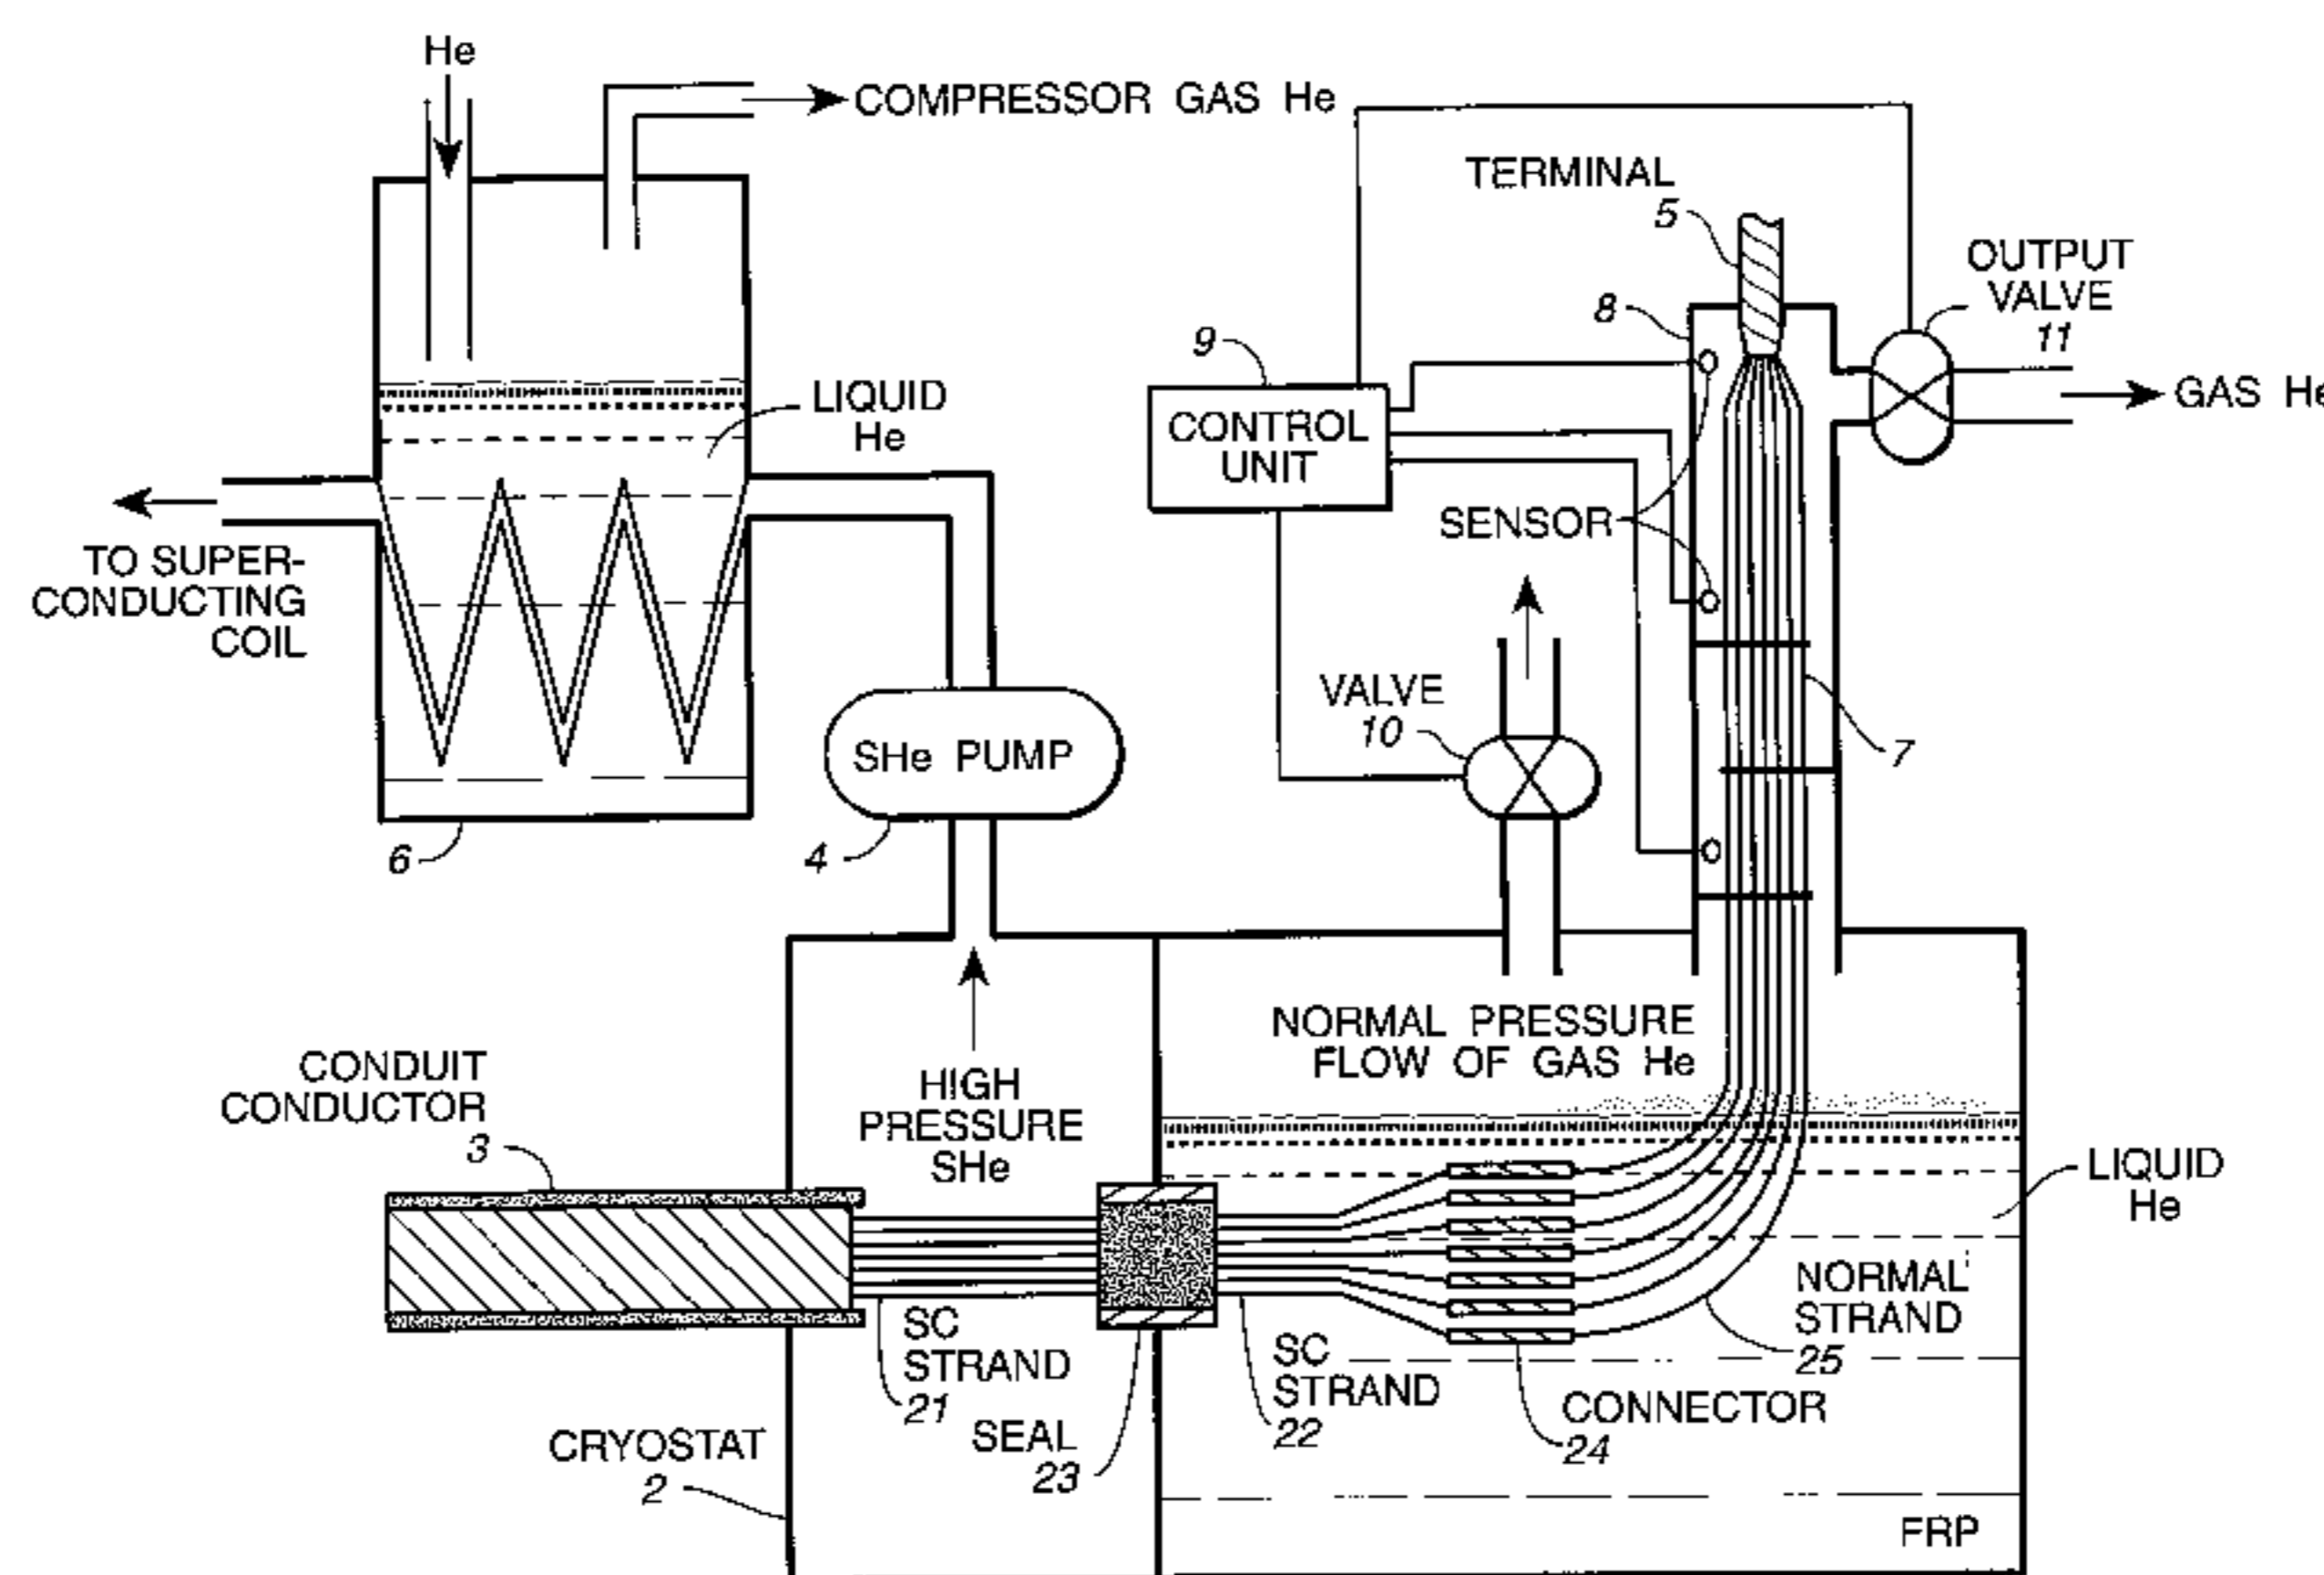 He
COMPRESSOR GAS He
TERMINAL
5
OUTPUT
VALVE
11
8
9
GAS He
LIQUID
He
CONTROL
UNIT
SENSOR
TO SUPER-
CONDUCTING
COIL
VALVE
10
7
SHe PUMP
6
4
NORMAL PRESSURE
FLOW OF GAS He
CONDUIT
CONDUCTOR
3
HIGH
PRESSURE
SHe
LIQUID
He
NORMAL
STRAND
25
SC
STRAND
21
SC
STRAND
22
CONNECTOR
24
CRYOSTAT
2
SEAL
23
FRP